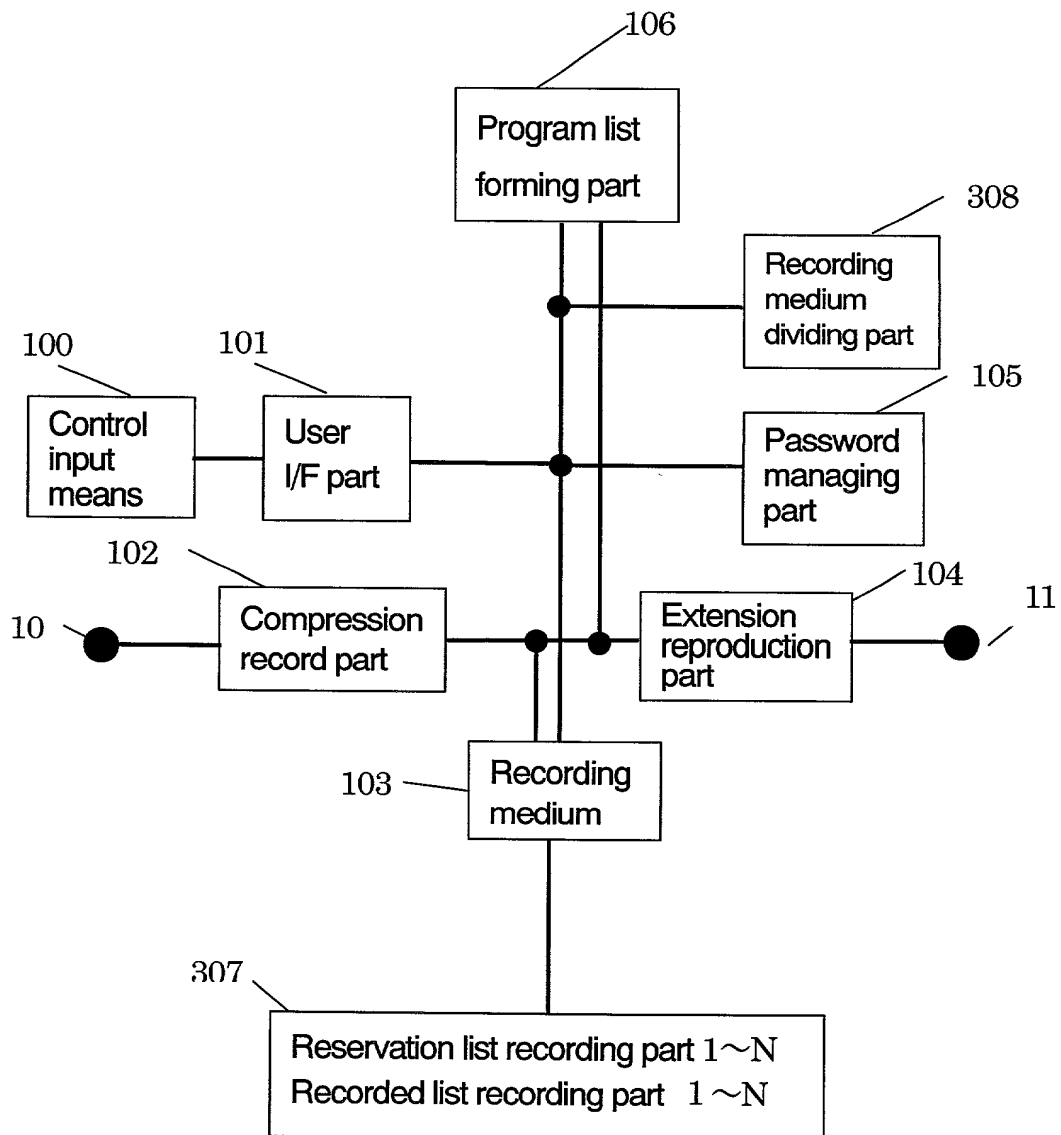 106
Program list
forming part
308
Recording
medium
dividing part
100
101
105
Control
input
means
User
I/F part
Password
managing
part
102
104
10
11
Compression
record part
Extension
reproduction
part
103
Recording
medium
307
Reservation list recording part 1~N
Recorded list recording part 1~N